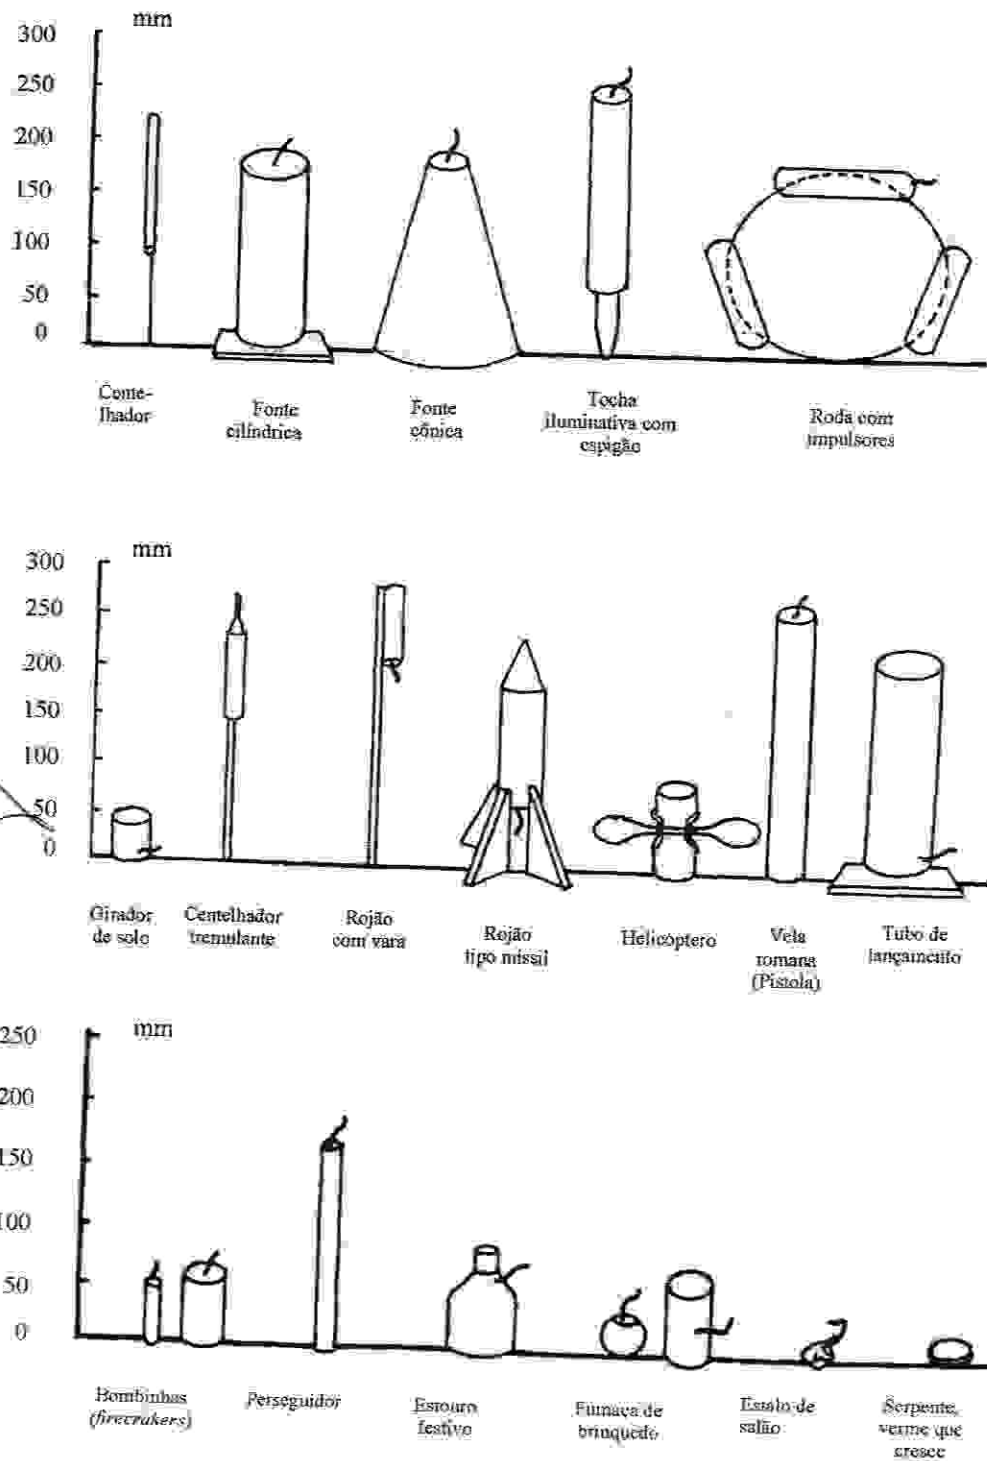 mm
300
250
200
150
100
50
0
Cente-
lhador
Fonte
cilíndrica
Fonte
cônica
Tocha
iluminativa com
espigão
Roda com
impulsores
mm
300
250
200
150
100
50
0
Girador
de solo
Centelhador
tremulante
Rojão
com vara
Rojão
tipo míssil
Helicóptero
Vela
romana
(Pistola)
Tubo de
lançamento
mm
250
200
150
100
50
0
Bombinhas
(firecrakers)
Perseguidor
Estouro
festivo
Fumaça de
brinquedo
Estalo de
salão
Serpente,
verme que
cresce